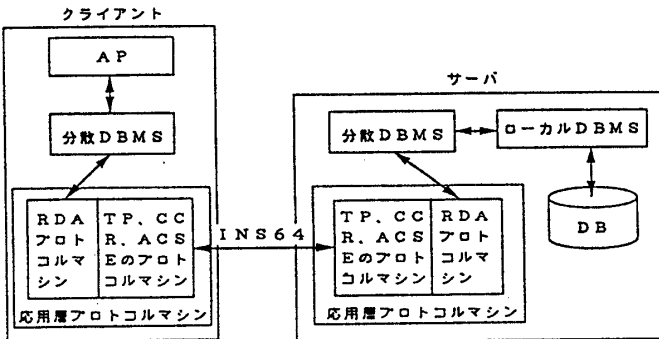 クライアント
AP
分散DBMS
RDA
プロト
コルマ
シン
TP、CC
R、ACS
Eのプロト
コルマシン
応用層プロトコルマシン
INS64
サーバ
分散DBMS
ローカルDBMS
DB
TP、CC
R、ACS
Eのプロト
コルマシン
RDA
プロト
コルマ
シン
応用層プロトコルマシン